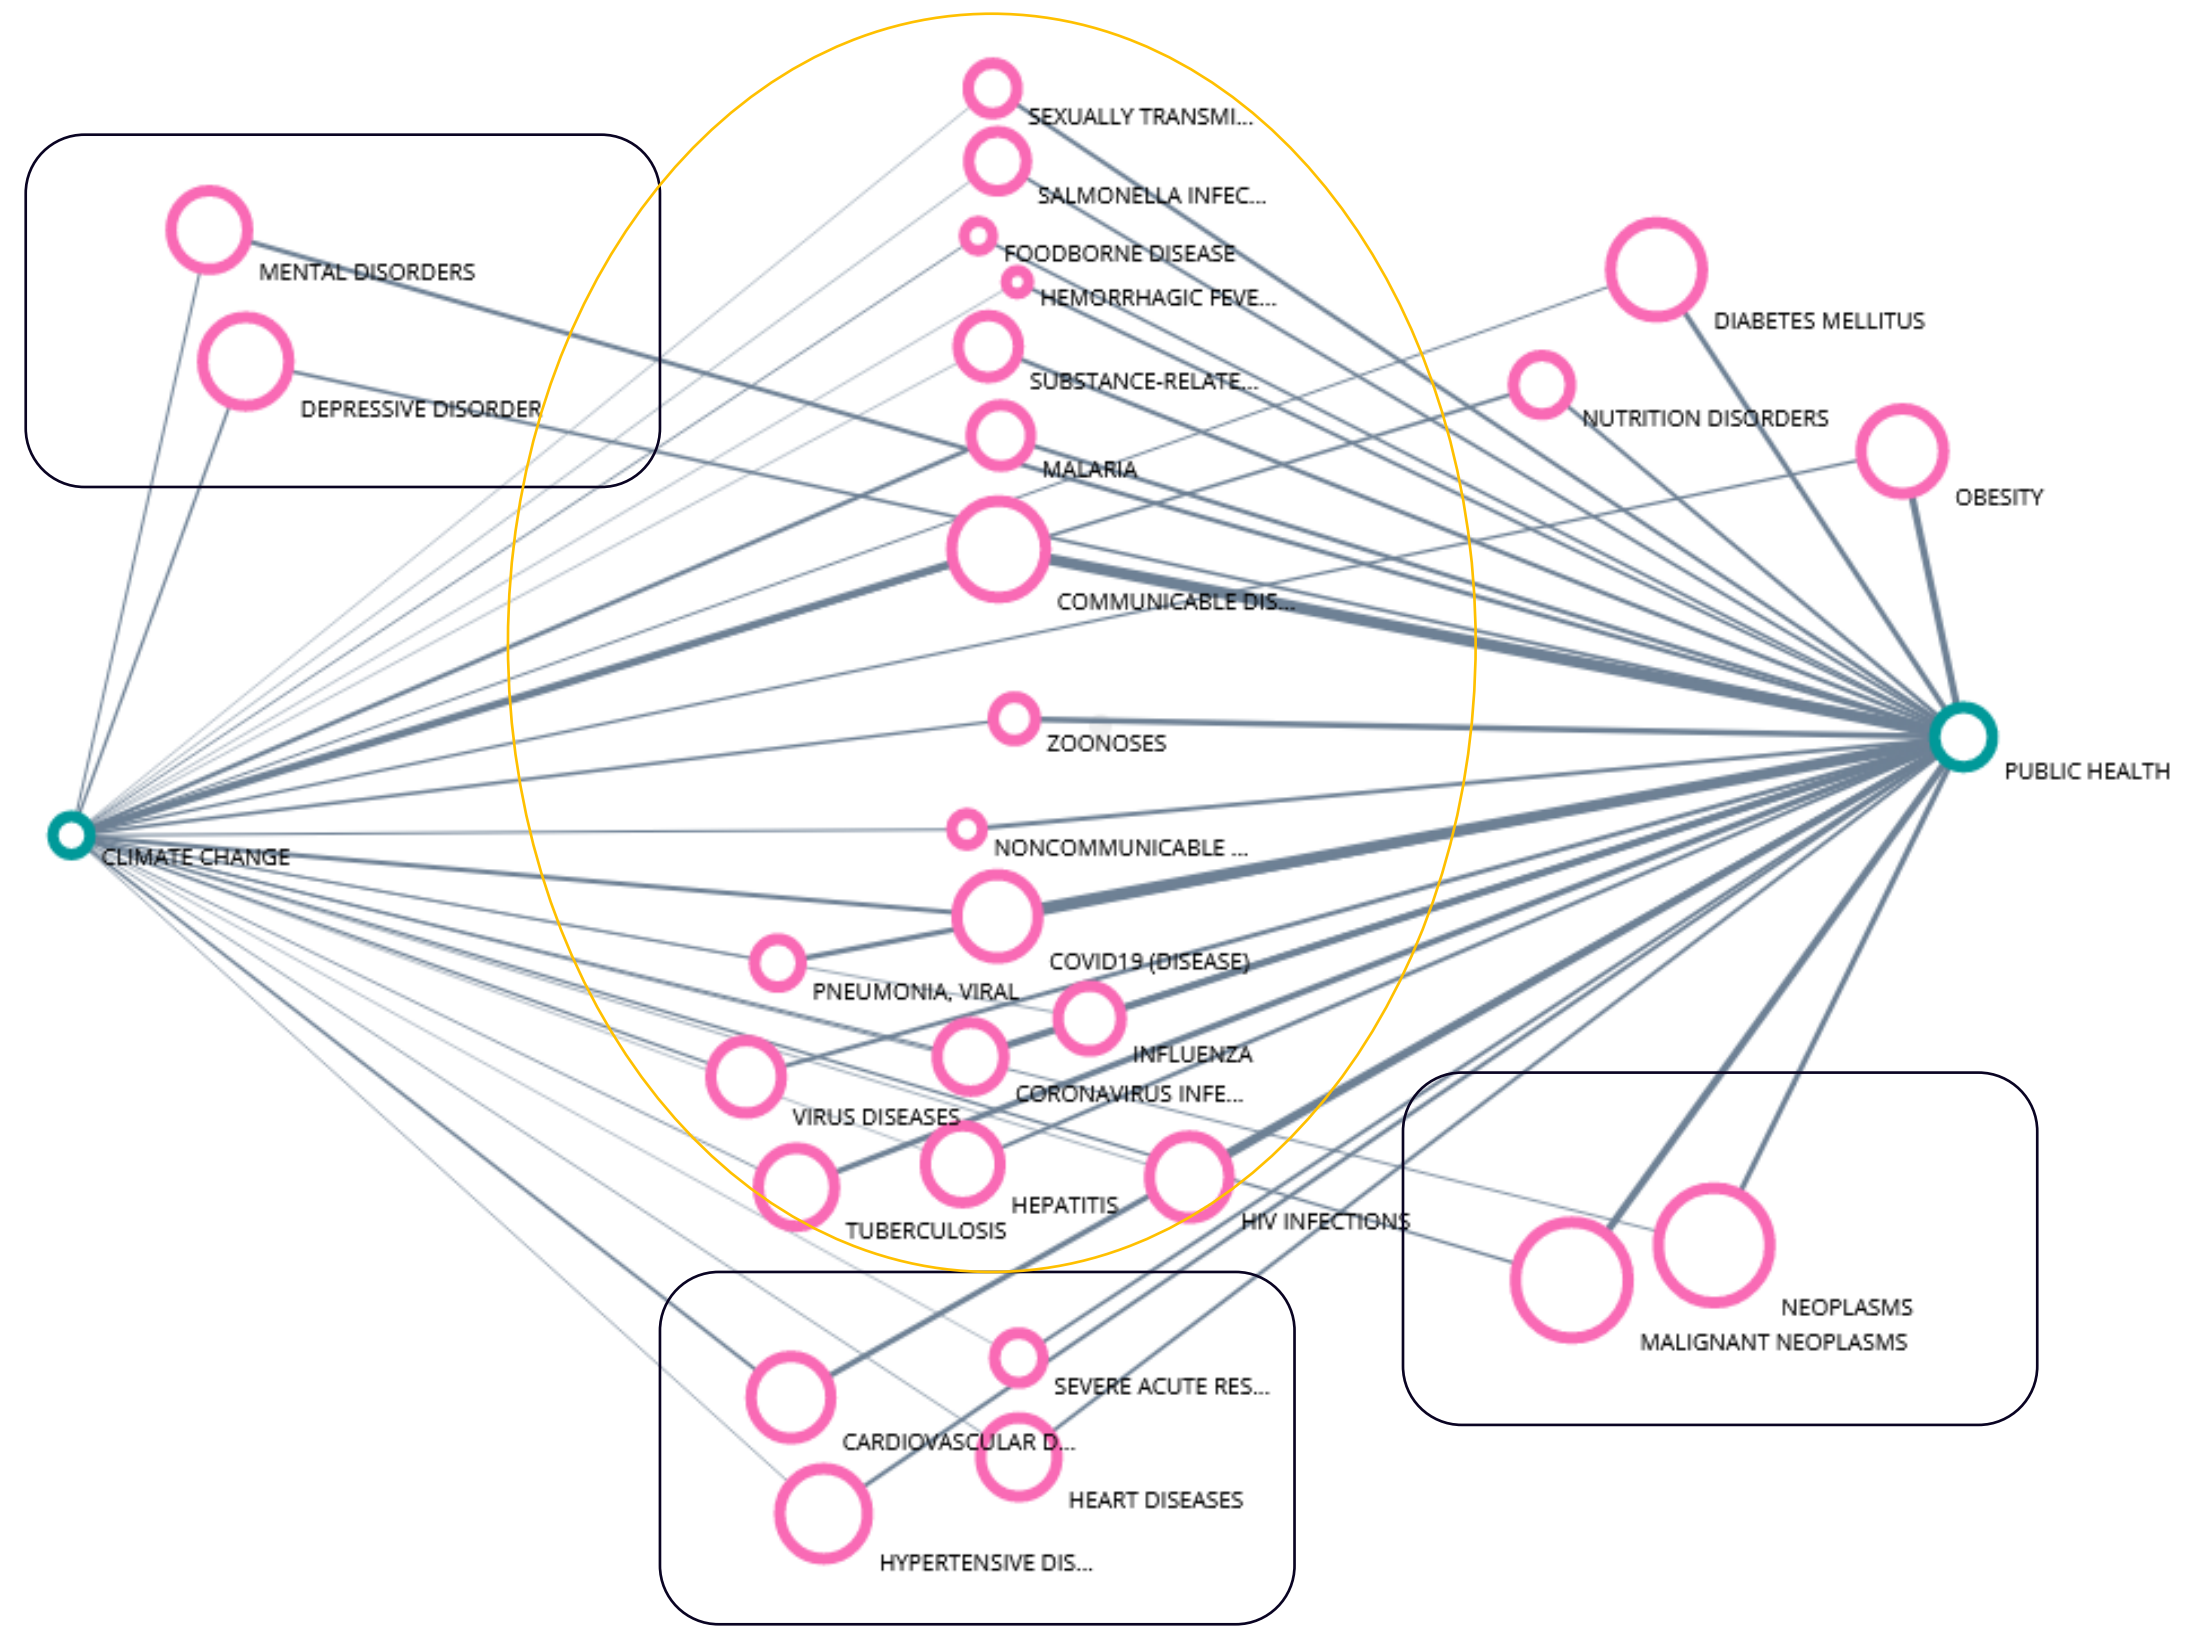 SEXUALLY TRANSMI...
SALMONELLA INFEC...
FOODBORNE DISEASE
MENTAL DISORDERS
HEMORRHAGIC FEVE...
DIABETES MELLITUS
SUBSTANCE-RELATE...
DEPRESSIVE DISORDER
NUTRITION DISORDERS
MALARIA
OBESITY
COMMUNICABLE DIS...
ZOONOSES
PUBLIC HEALTH
NONCOMMUNICABLE ...
CLIMATE CHANGE
COVID19 (DISEASE)
PNEUMONIA, VIRAL
INFLUENZA
CORONAVIRUS INFE...
VIRUS DISEASES
HEPATITIS
HIV INFECTIONS
TUBERCULOSIS
NEOPLASMS
MALIGNANT NEOPLASMS
SEVERE ACUTE RES...
CARDIOVASCULAR D...
HEART DISEASES
HYPERTENSIVE DIS...